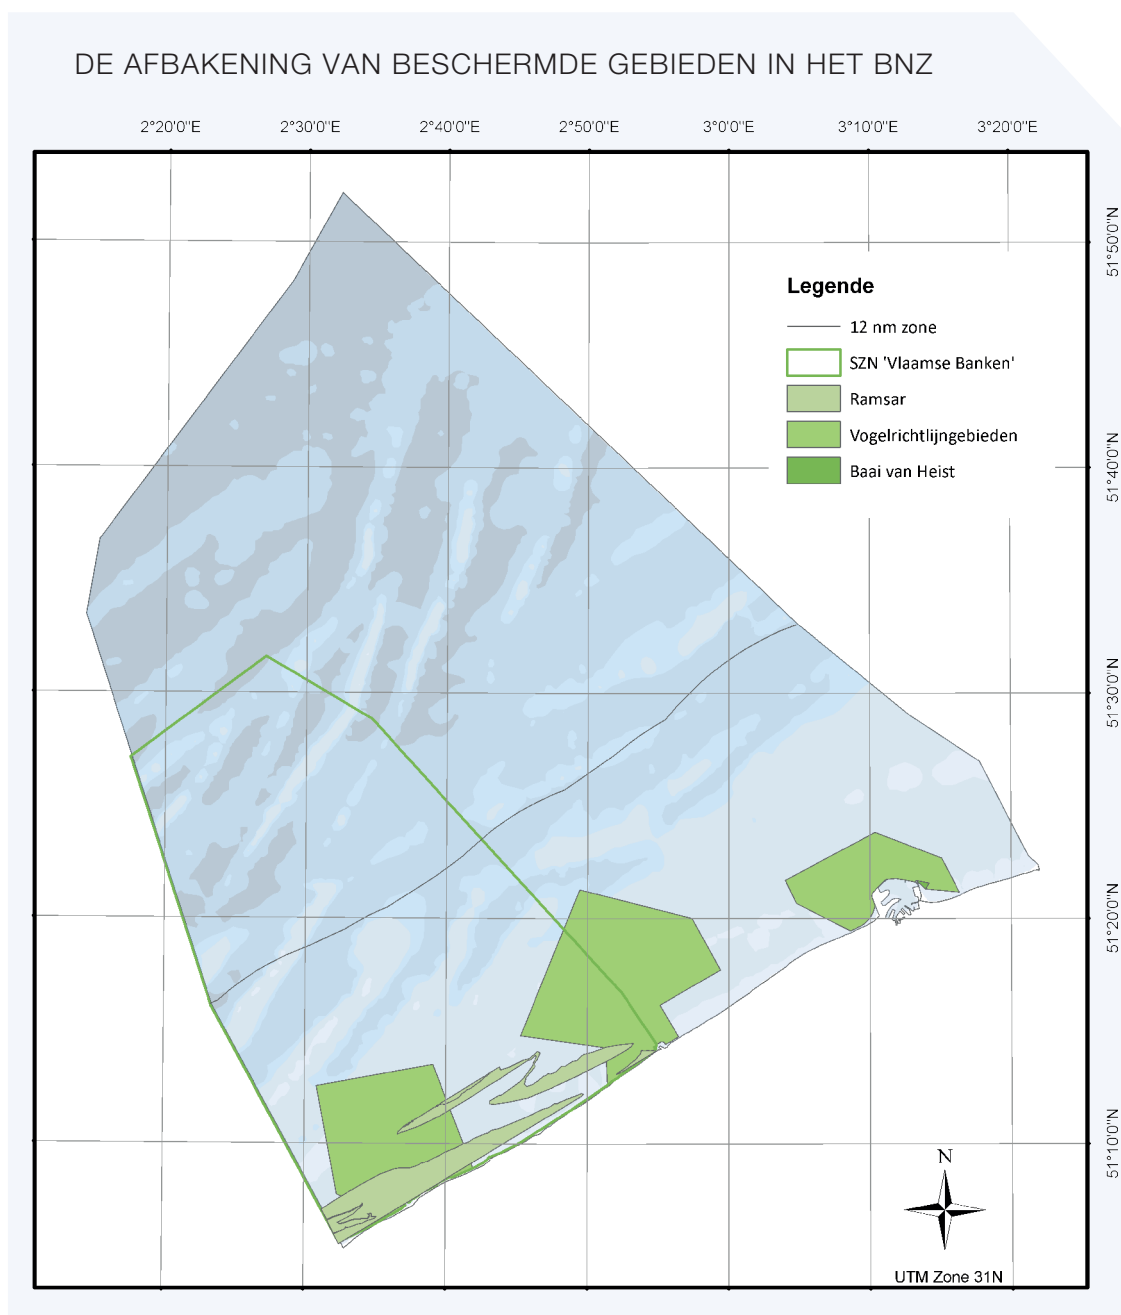 DE AFBAKENING VAN BESCHERMDE GEBIEDEN IN HET BNZ
2°20'0"E 2°30'0"E 2°40'0"E 2°50'0"E 3°0'0"E 3°10'0"E 3°20'0"E
51°50'0"N
Legende
12 nm zone
SZN 'Vlaamse Banken'
Ramsar
Vogelrichtlijngebieden
Baai van Heist
51°40'0"N
51°30'0"N
51°20'0"N
51°10'0"N
N
UTM Zone 31N